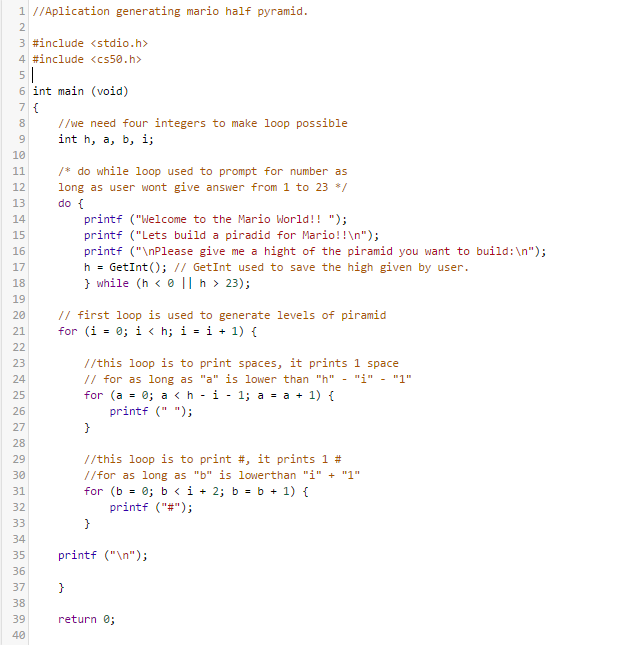 1 //Aplication generating mario half pyramid.
2
3 #include <stdio.h>
4 #include <cs50.h>
5
6 int main (void)
7 {
8 //we need four integers to make loop possible
9 int h, a, b, i;
10
11 /* do while loop used to prompt for number as
12 long as user wont give answer from 1 to 23 */
13 do {
14 printf ("Welcome to the Mario World!! ");
15 printf ("Lets build a piradid for Mario!!\n");
16 printf ("\nPlease give me a hight of the piramid you want to build:\n");
17 h = GetInt(); // GetInt used to save the high given by user.
18 } while (h < 0 || h > 23);
19
20 // first loop is used to generate levels of piramid
21 for (i = 0; i < h; i = i + 1) {
22
23 //this loop is to print spaces, it prints 1 space
24 // for as long as "a" is lower than "h" - "i" - "1"
25 for (a = 0; a < h - i - 1; a = a + 1) {
26 printf (" ");
27 }
28
29 //this loop is to print #, it prints 1 #
30 //for as long as "b" is lowerthan "i" + "1"
31 for (b = 0; b < i + 2; b = b + 1) {
32 printf ("#");
33 }
34
35 printf ("\n");
36
37 }
38
39 return 0;
40